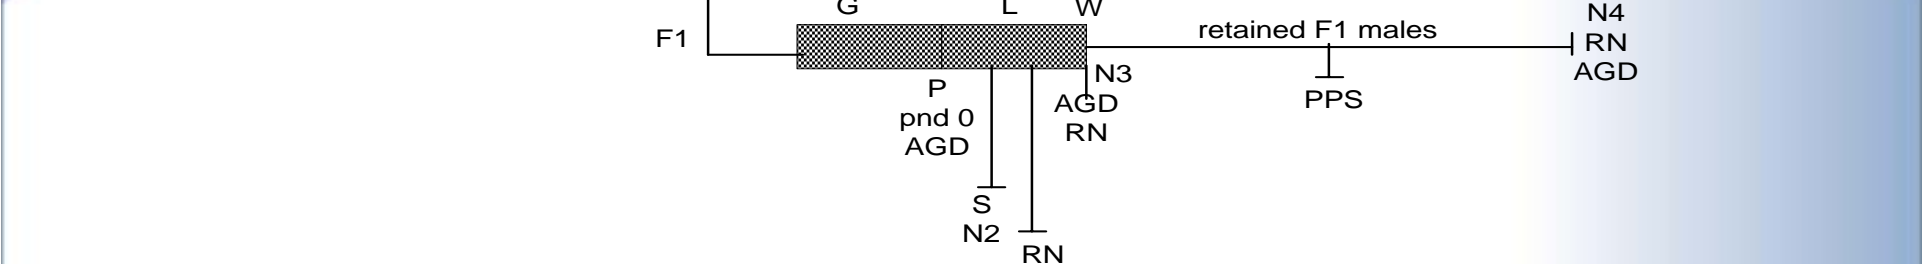 G L W
F1
retained F1 males
N4
RN
AGD
P
pnd 0
AGD
N3
AGD
RN
PPS
S
N2
RN